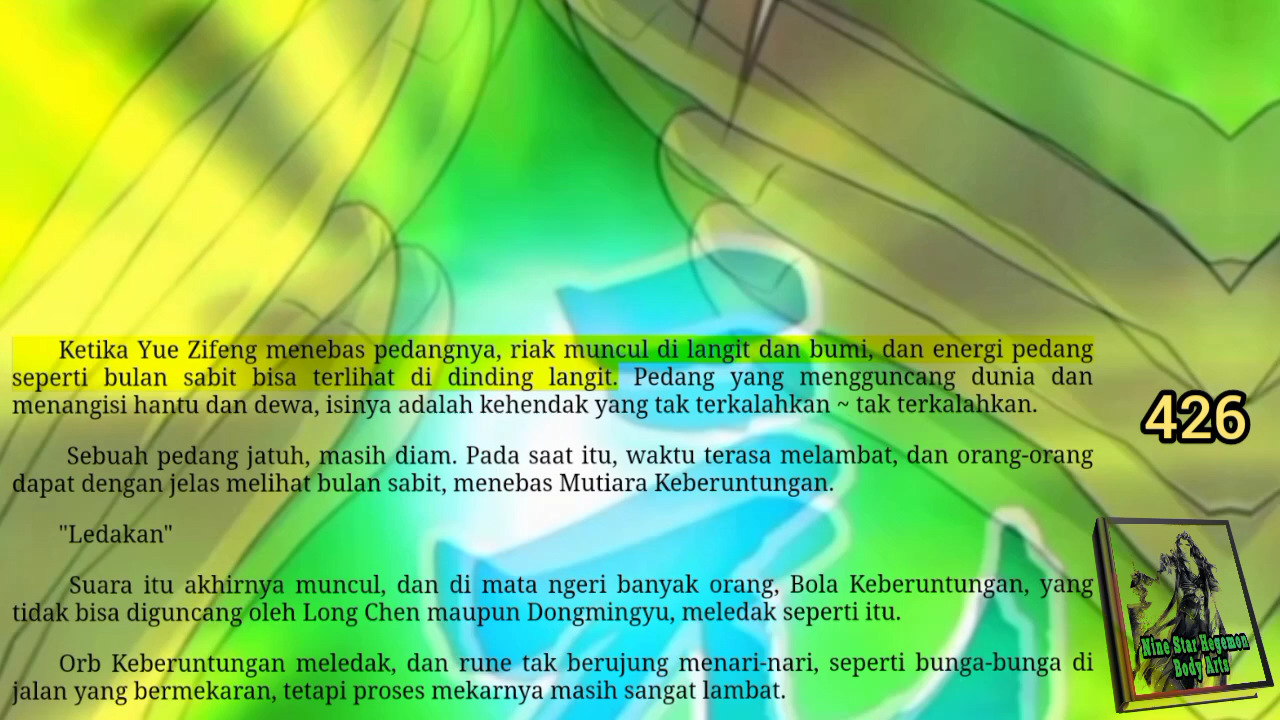 Ketika Yue Zifeng menebas pedangnya, riak muncul di langit dan bumi, dan energi pedang
seperti bulan sabit bisa terlihat di dinding langit. Pedang yang mengguncang dunia dan
menangisi hantu dan dewa, isinya adalah kehendak yang tak terkalahkan ~ tak terkalahkan.
Sebuah pedang jatuh, masih diam. Pada saat itu, waktu terasa melambat, dan orang-orang
dapat dengan jelas melihat bulan sabit, menebas Mutiara Keberuntungan.
"Ledakan"
Suara itu akhirnya muncul, dan di mata ngeri banyak orang, Bola Keberuntungan, yang
tidak bisa diguncang oleh Long Chen maupun Dongmingyu, meledak seperti itu.
Orb Keberuntungan meledak, dan rune tak berujung menari-nari, seperti bunga-bunga di
jalan yang bermekaran, tetapi proses mekarnya masih sangat lambat.
426
Nine Star Hegemon
Body Arts